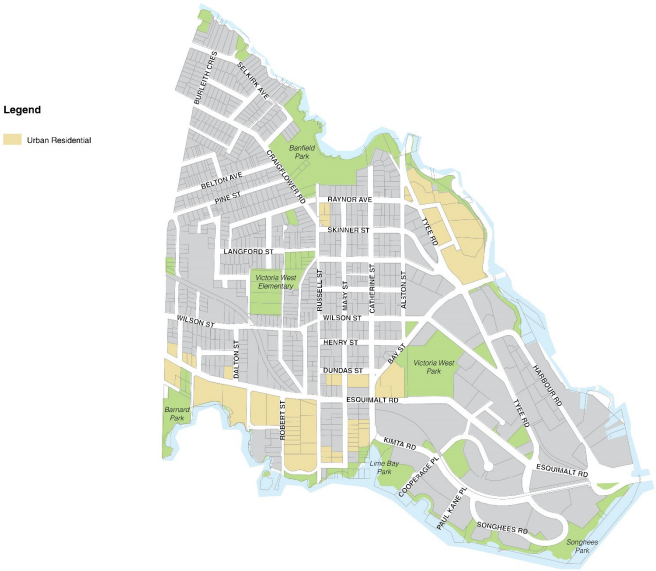 BURLEITH CRES
SELKIRK AVE
Legend
Urban Residential
Banfield
Park
CRAIGFLOWER RD
BELTON AVE
PINE ST
RAYNOR AVE
TYEE RD
SKINNER ST
LANGFORD ST
Victoria West
Elementary
RUSSELL ST
MARY ST
CATHERINE ST
ALSTON ST
WILSON ST
WILSON ST
HENRY ST
DALTON ST
BAY ST
Victoria West
Park
DUNDAS ST
HARBOUR RD
ESQUIMALT RD
Barnard
Park
ROBERT ST
TYEE RD
KIMTA RD
Lime Bay
Park
COOPERAGE PL
ESQUIMALT RD
PAUL KANE PL
SONGHEES RD
Songhees
Park